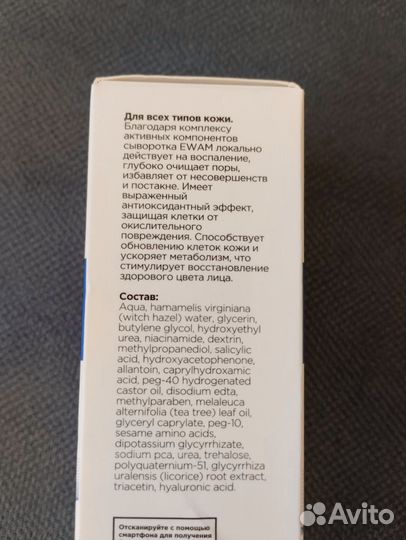 Для всех типов кожи.
Благодаря комплексу
активных компонентов
сыворотка EWAM локально
действует на воспаление,
глубоко очищает поры,
избавляет от несовершенств
и постакне. Имеет
выраженный
антиоксидантный эффект,
защищая клетки от
окислительного
повреждения. Способствует
обновлению клеток кожи и
ускоряет метаболизм, что
стимулирует восстановление
здорового цвета лица.
Состав:
Aqua, hamamelis virginiana
(witch hazel) water, glycerin,
butylene glycol, hydroxyethyl
urea, niacinamide, dextrin,
methylpropanediol, salicylic
acid, hydroxyacetophenone,
allantoin, caprylhydroxamic
acid, peg-40 hydrogenated
castor oil, disodium edta,
methylparaben, melaleuca
alternifolia (tea tree) leaf oil,
glyceryl caprylate, peg-10,
sesame amino acids,
dipotassium glycyrrhizate,
sodium pca, urea, trehalose,
polyquaternium-51, glycyrrhiza
uralensis (licorice) root extract,
triacetin, hyaluronic acid.
Отсканируйте с помощью
смартфона для получения
Avito